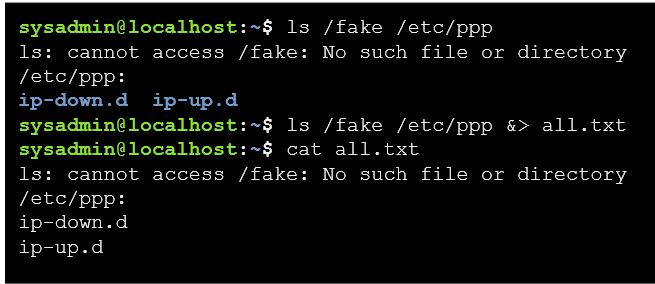 sysadmin@localhost:~$ ls /fake /etc/ppp
ls: cannot access /fake: No such file or directory
/etc/ppp:
ip-down.d  ip-up.d
sysadmin@localhost:~$ ls /fake /etc/ppp &> all.txt
sysadmin@localhost:~$ cat all.txt
ls: cannot access /fake: No such file or directory
/etc/ppp:
ip-down.d
ip-up.d